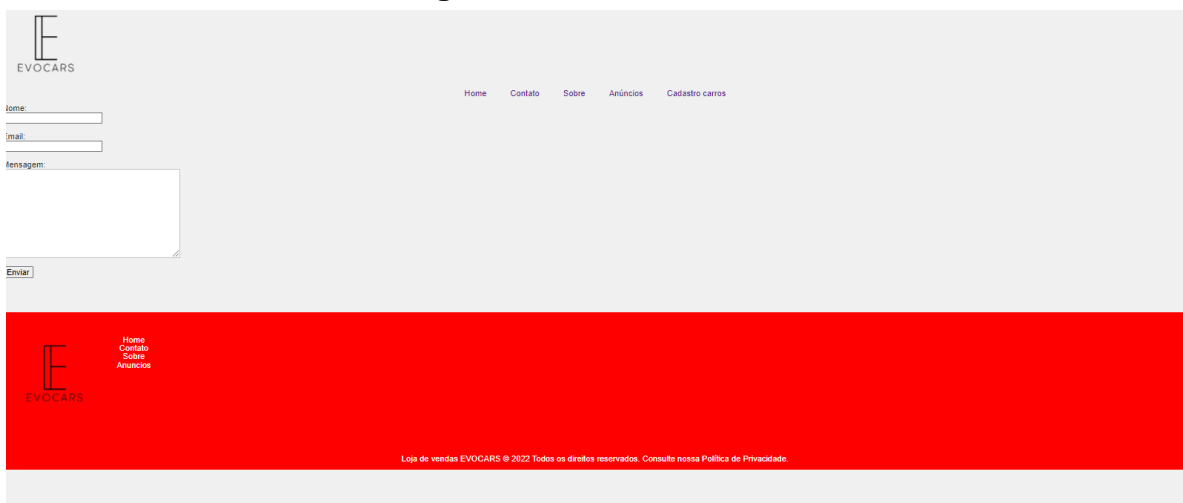 EVOCARS
Home Contato Sobre Anúncios Cadastro carros
Nome:
Email:
Mensagem:
Enviar
Home
Contato
Sobre
Anuncios
EVOCARS
Loja de vendas EVOCARS © 2022 Todos os direitos reservados. Consulte nossa Política de Privacidade.